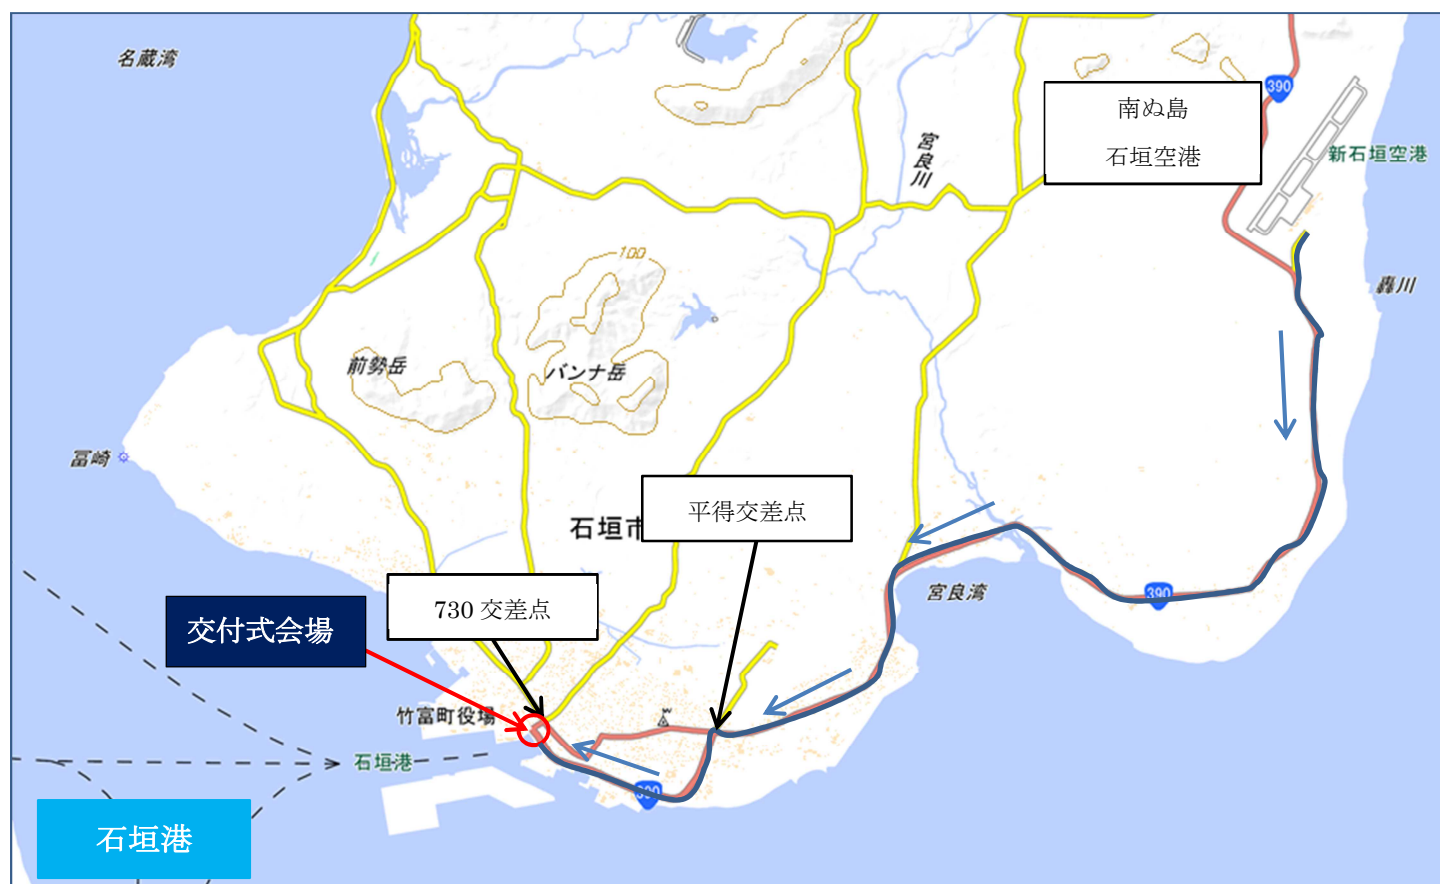 名蔵湾
390
南ぬ島
石垣空港
宮良川
新石垣空港
100
轟川
前勢岳
バンナ岳
冨崎
平得交差点
石垣市
730 交差点
宮良湾
390
交付式会場
竹富町役場
石垣港
390
石垣港